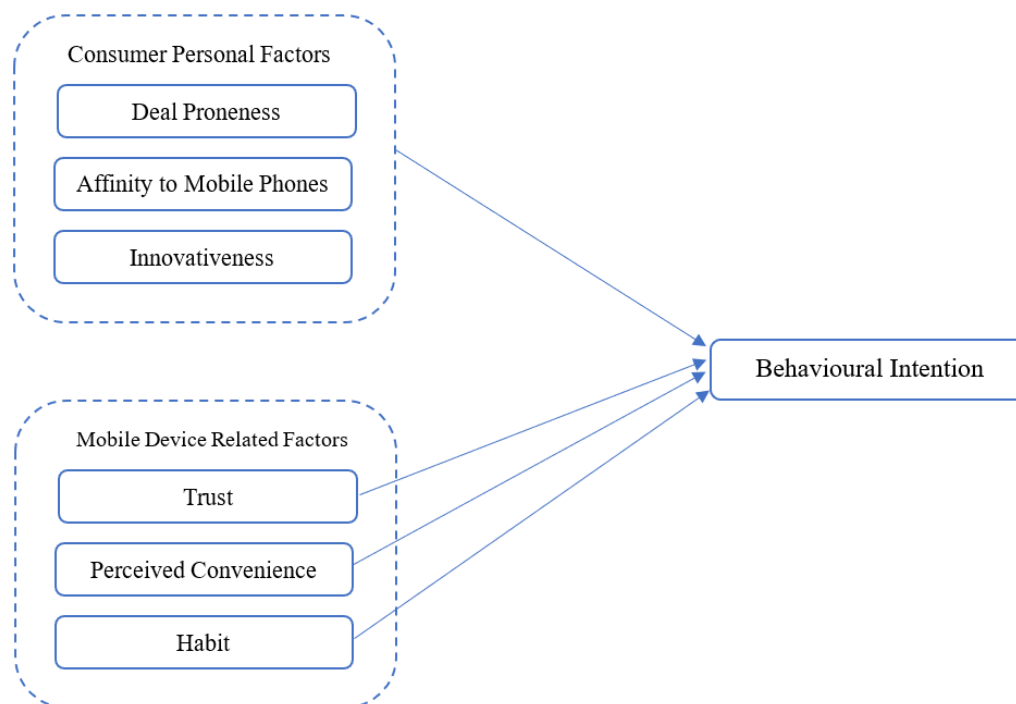 Consumer Personal Factors
Deal Proneness
Affinity to Mobile Phones
Innovativeness
Behavioural Intention
Mobile Device Related Factors
Trust
Perceived Convenience
Habit